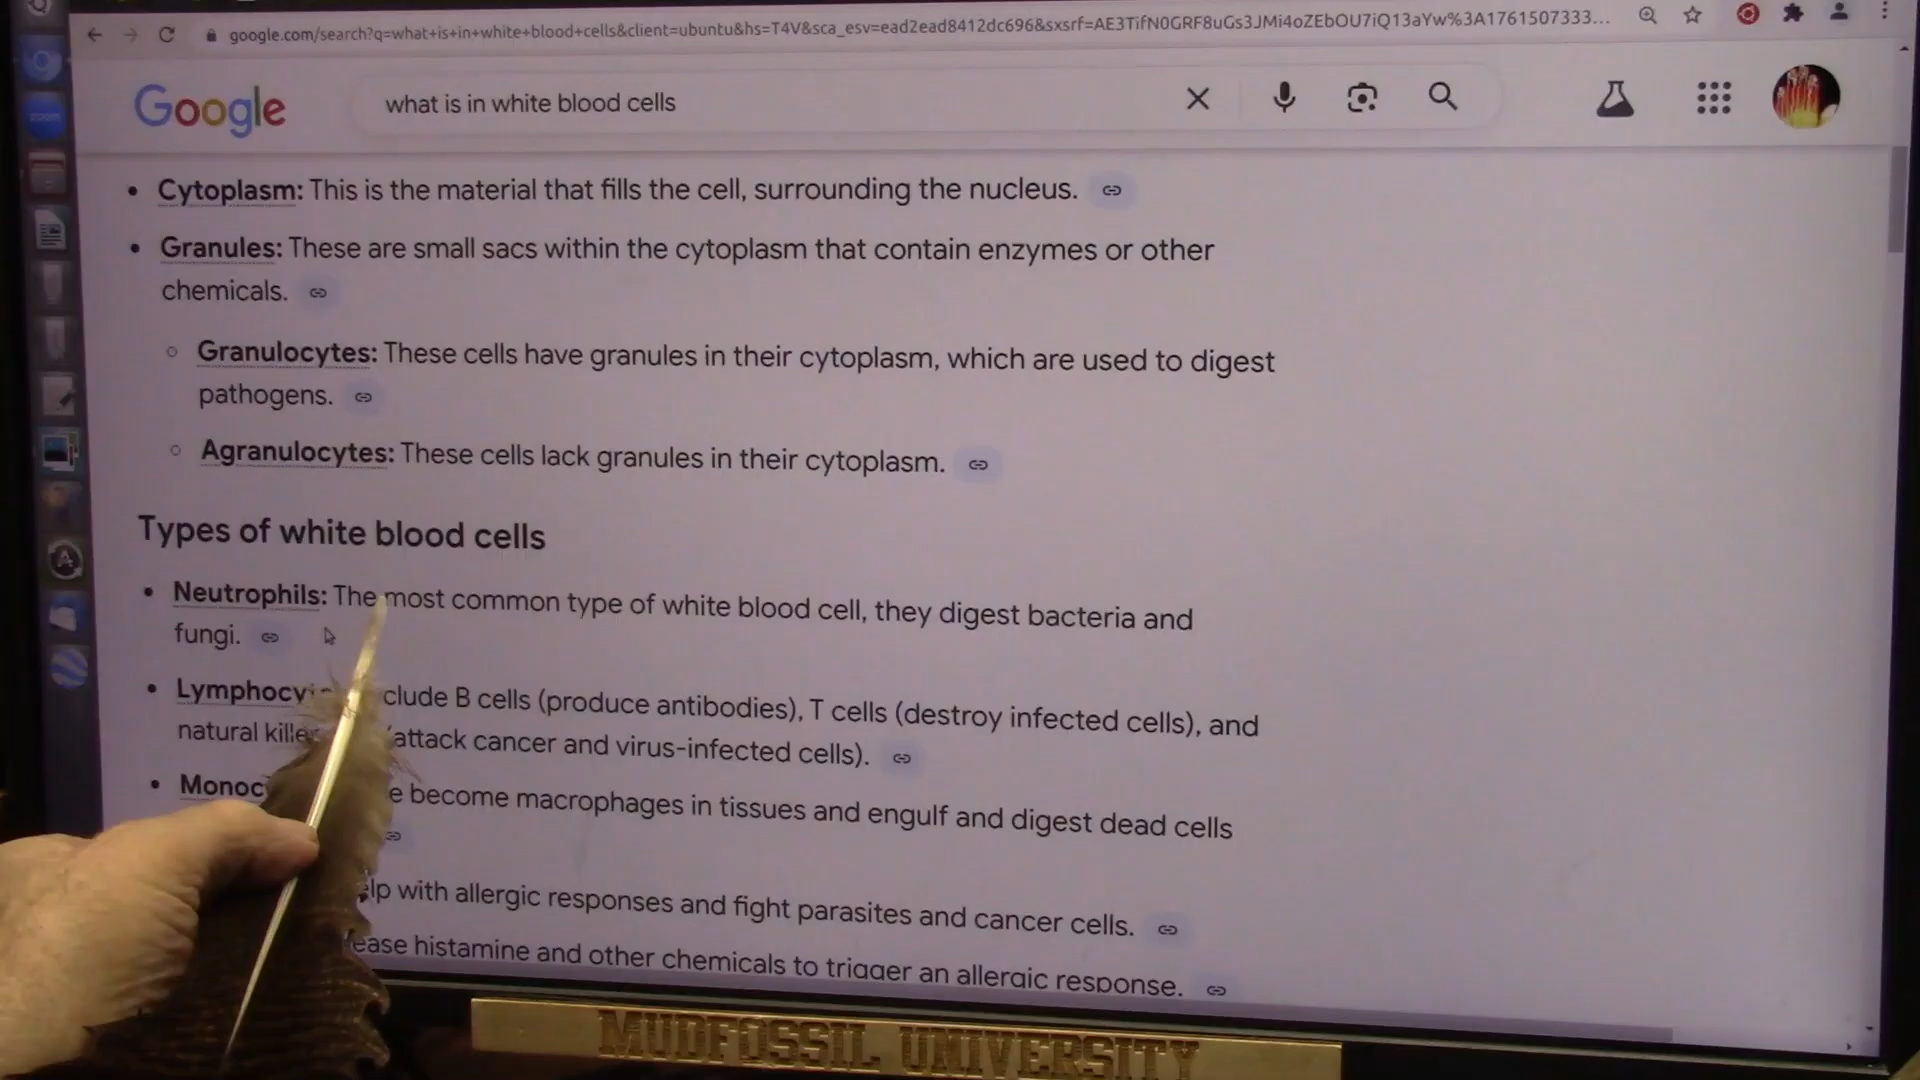 google.com/search?q=what+is+in+white+blood+cells&client=ubuntu&hs=T4V&sca_esv=ead2ead8412dc696&sxsrf=AE3TifN0GRF8uGs3JMi4oZEbOU7iQ13aYw%3A1761507333...
Google
what is in white blood cells
zoom
• Cytoplasm: This is the material that fills the cell, surrounding the nucleus.
• Granules: These are small sacs within the cytoplasm that contain enzymes or other
chemicals.
○ Granulocytes: These cells have granules in their cytoplasm, which are used to digest
pathogens.
○ Agranulocytes: These cells lack granules in their cytoplasm.
Types of white blood cells
• Neutrophils: The most common type of white blood cell, they digest bacteria and
fungi.
• Lymphocy clude B cells (produce antibodies), T cells (destroy infected cells), and
natural kille attack cancer and virus-infected cells).
• Monoc e become macrophages in tissues and engulf and digest dead cells
elp with allergic responses and fight parasites and cancer cells.
ease histamine and other chemicals to trigger an allergic response.
MUDFOSSIL UNIVERSITY